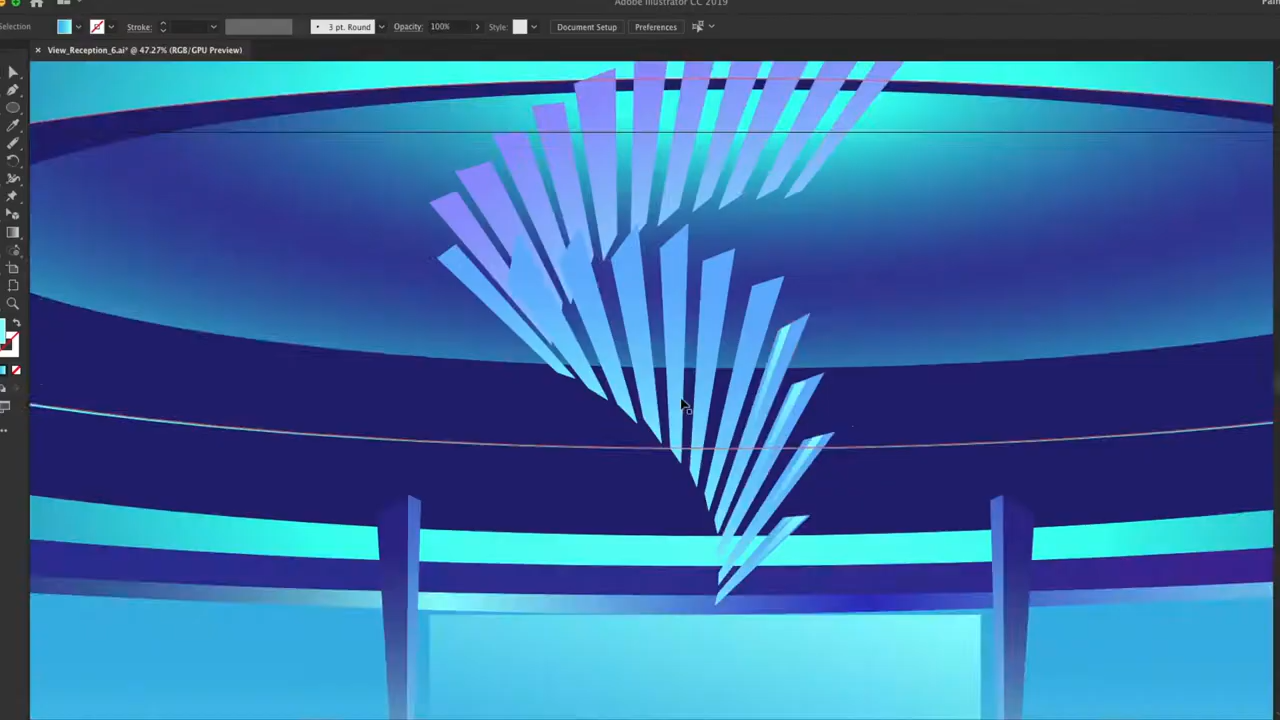 Adobe Illustrator CC 2019
Selection
Stroke:
3 pt. Round
Opacity:
100%
Style:
Document Setup
Preferences
× View_Reception_6.ai* @ 47.27% (RGB/GPU Preview)